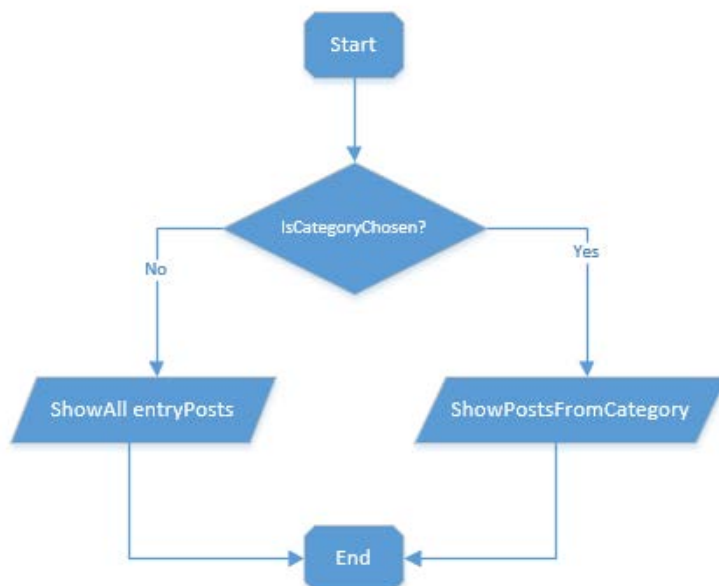 Start
IsCategoryChosen?
No
Yes
ShowAll entryPosts
ShowPostsFromCategory
End